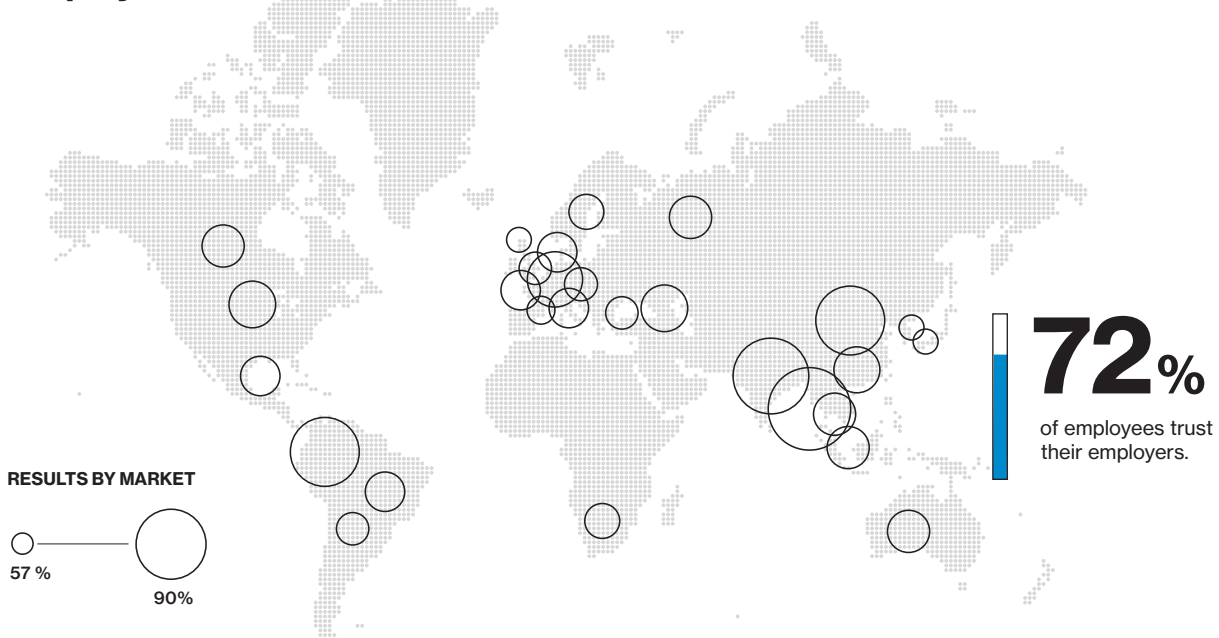 72%
of employees trust
their employers.
RESULTS BY MARKET
57 %
90%